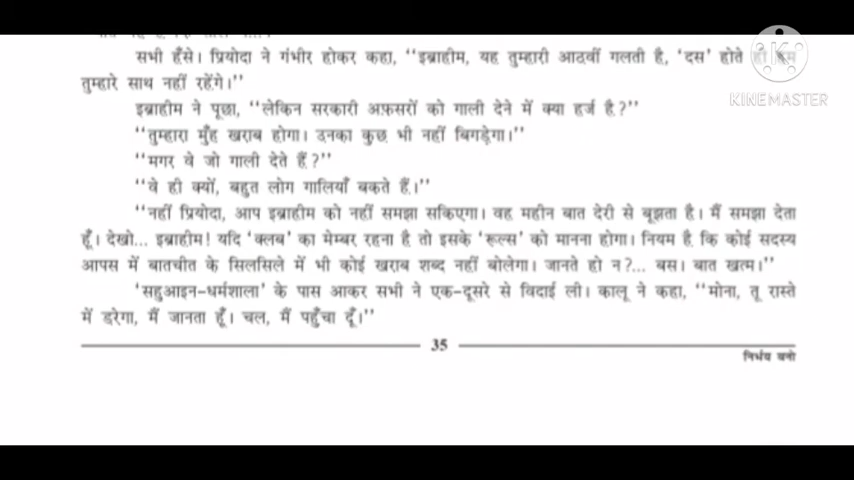 सभी हँसे। प्रियोदा ने गंभीर होकर कहा, ‘‘इब्राहीम, यह तुम्हारी आठवीं गलती है, ‘दस’ होते ही हम
तुम्हारे साथ नहीं रहेंगे।’’
इब्राहीम ने पूछा, ‘‘लेकिन सरकारी अफ़सरों को गाली देने में क्या हर्ज है?’’
‘‘तुम्हारा मुँह खराब होगा। उनका कुछ भी नहीं बिगड़ेगा।’’
‘‘मगर वे जो गाली देते हैं?’’
‘‘वे ही क्यों, बहुत लोग गालियाँ बकते हैं।’’
‘‘नहीं प्रियोदा, आप इब्राहीम को नहीं समझा सकिएगा। वह महीन बात देरी से बूझता है। मैं समझा देता
हूँ। देखो... इब्राहीम! यदि ‘क्लब’ का मेम्बर रहना है तो इसके ‘रूल्स’ को मानना होगा। नियम है कि कोई सदस्य
आपस में बातचीत के सिलसिले में भी कोई खराब शब्द नहीं बोलेगा। जानते हो न?... बस। बात खत्म।’’
‘सहुआइन-धर्मशाला’ के पास आकर सभी ने एक-दूसरे से विदाई ली। कालू ने कहा, ‘‘मोना, तू रास्ते
में डरेगा, मैं जानता हूँ। चल, मैं पहुँचा दूँ।’’
35
निर्भय बनो
KINEMASTER